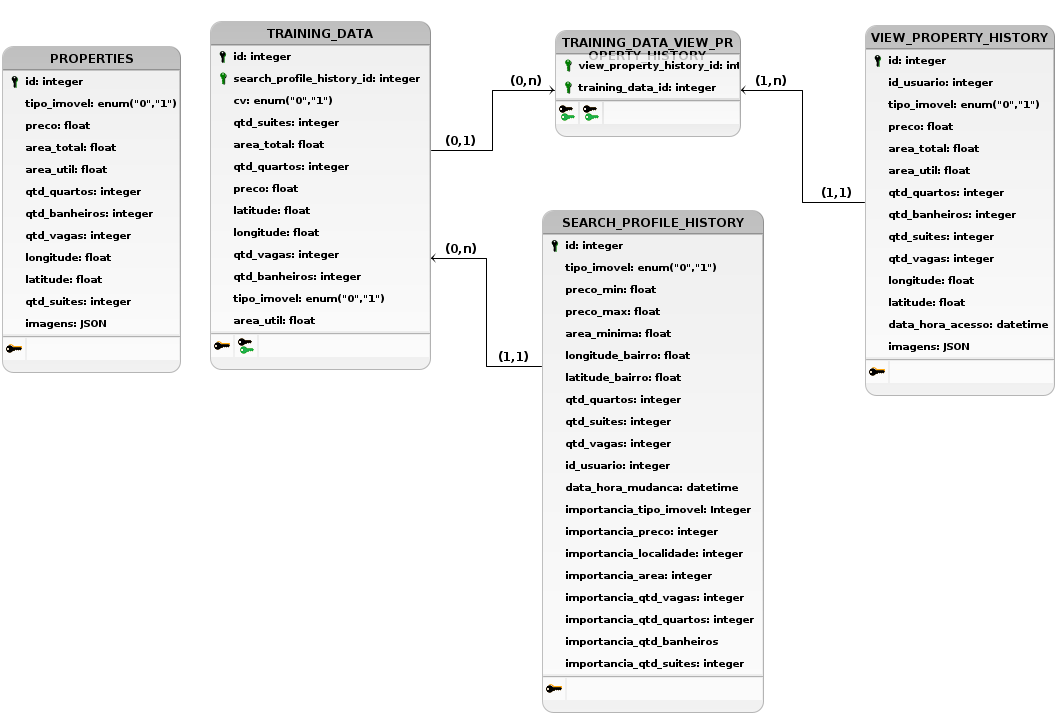 PROPERTIES
id: integer
tipo_imovel: enum("0","1")
preco: float
area_total: float
area_util: float
qtd_quartos: integer
qtd_banheiros: integer
qtd_vagas: integer
longitude: float
latitude: float
qtd_suites: integer
imagens: JSON
TRAINING_DATA
id: integer
search_profile_history_id: integer
cv: enum("0","1")
qtd_suites: integer
area_total: float
qtd_quartos: integer
preco: float
latitude: float
longitude: float
qtd_vagas: integer
qtd_banheiros: integer
tipo_imovel: enum("0","1")
area_util: float
(0,1)
(0,n)
(0,n)
(1,1)
TRAINING_DATA_VIEW_PR
OPERTY_HISTORY
view_property_history_id: int
training_data_id: integer
(1,n)
(1,1)
SEARCH_PROFILE_HISTORY
id: integer
tipo_imovel: enum("0","1")
preco_min: float
preco_max: float
area_minima: float
longitude_bairro: float
latitude_bairro: float
qtd_quartos: integer
qtd_suites: integer
qtd_vagas: integer
id_usuario: integer
data_hora_mudanca: datetime
importancia_tipo_imovel: Integer
importancia_preco: integer
importancia_localidade: integer
importancia_area: integer
importancia_qtd_vagas: integer
importancia_qtd_quartos: integer
importancia_qtd_banheiros
importancia_qtd_suites: integer
VIEW_PROPERTY_HISTORY
id: integer
id_usuario: integer
tipo_imovel: enum("0","1")
preco: float
area_total: float
area_util: float
qtd_quartos: integer
qtd_banheiros: integer
qtd_suites: integer
qtd_vagas: integer
longitude: float
latitude: float
data_hora_acesso: datetime
imagens: JSON